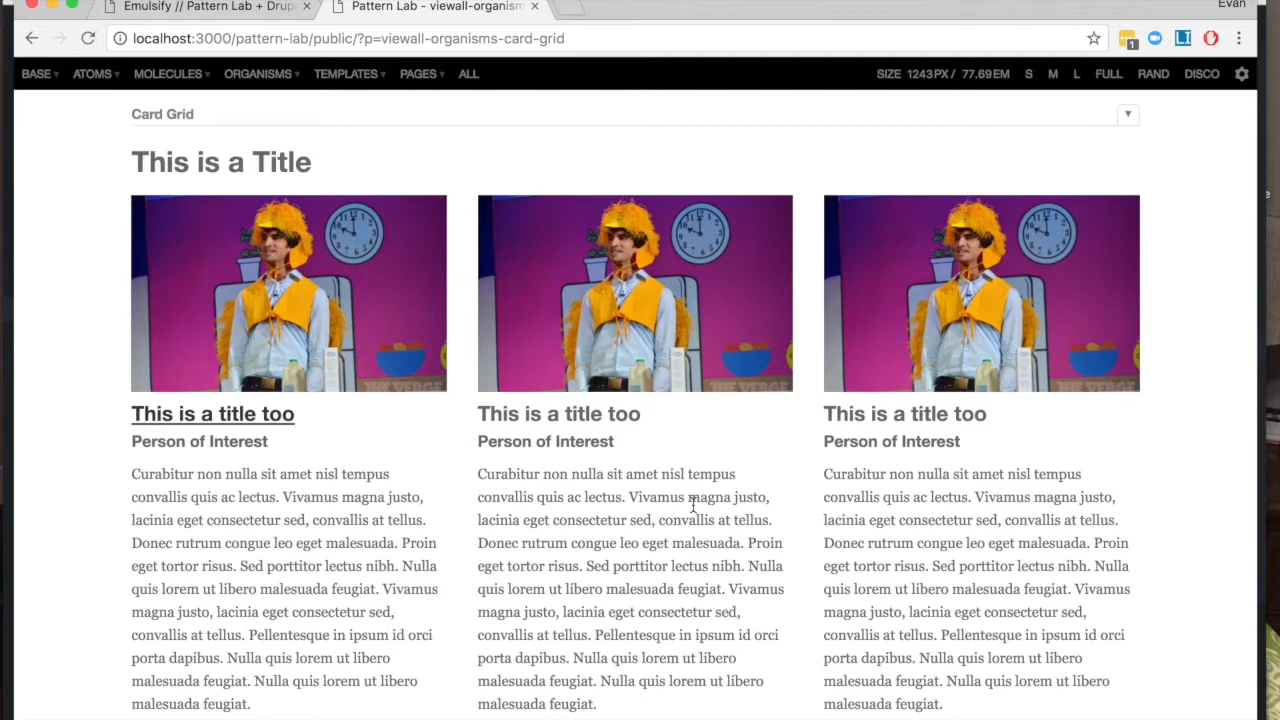 Evan
Emulsify // Pattern Lab + Drup
Pattern Lab - viewall-organism
localhost:3000/pattern-lab/public/?p=viewall-organisms-card-grid
1
LI
BASE ATOMS MOLECULES ORGANISMS TEMPLATES PAGES ALL SIZE 1243PX / 77.69EM S M L FULL RAND DISCO
Card Grid
This is a Title
THE VERGE
THE VERGE
THE VERGE
This is a title too
Person of Interest
Curabitur non nulla sit amet nisl tempus
convallis quis ac lectus. Vivamus magna justo,
lacinia eget consectetur sed, convallis at tellus.
Donec rutrum congue leo eget malesuada. Proin
eget tortor risus. Sed porttitor lectus nibh. Nulla
quis lorem ut libero malesuada feugiat. Vivamus
magna justo, lacinia eget consectetur sed,
convallis at tellus. Pellentesque in ipsum id orci
porta dapibus. Nulla quis lorem ut libero
malesuada feugiat. Nulla quis lorem ut libero
malesuada feugiat.
This is a title too
Person of Interest
Curabitur non nulla sit amet nisl tempus
convallis quis ac lectus. Vivamus magna justo,
lacinia eget consectetur sed, convallis at tellus.
Donec rutrum congue leo eget malesuada. Proin
eget tortor risus. Sed porttitor lectus nibh. Nulla
quis lorem ut libero malesuada feugiat. Vivamus
magna justo, lacinia eget consectetur sed,
convallis at tellus. Pellentesque in ipsum id orci
porta dapibus. Nulla quis lorem ut libero
malesuada feugiat. Nulla quis lorem ut libero
malesuada feugiat.
This is a title too
Person of Interest
Curabitur non nulla sit amet nisl tempus
convallis quis ac lectus. Vivamus magna justo,
lacinia eget consectetur sed, convallis at tellus.
Donec rutrum congue leo eget malesuada. Proin
eget tortor risus. Sed porttitor lectus nibh. Nulla
quis lorem ut libero malesuada feugiat. Vivamus
magna justo, lacinia eget consectetur sed,
convallis at tellus. Pellentesque in ipsum id orci
porta dapibus. Nulla quis lorem ut libero
malesuada feugiat. Nulla quis lorem ut libero
malesuada feugiat.